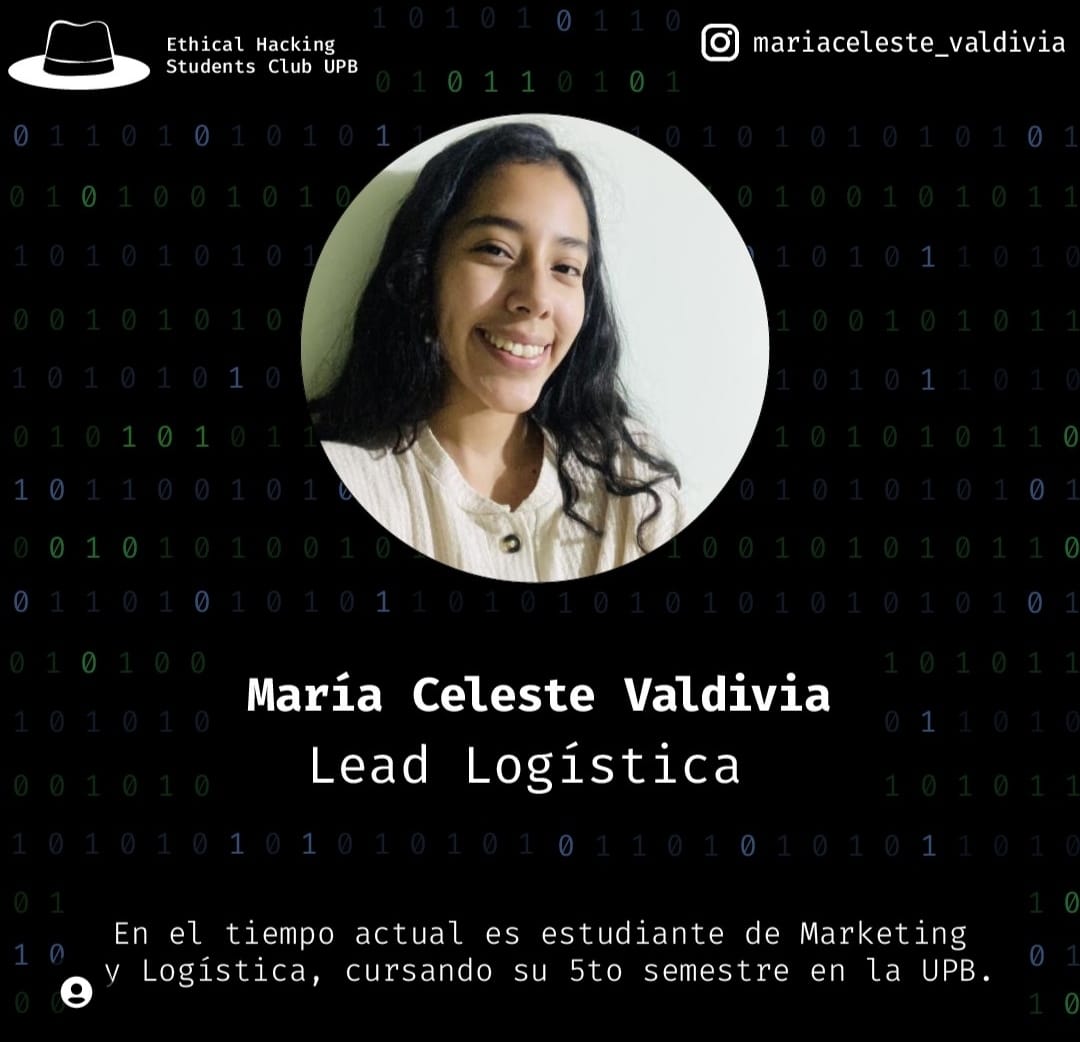 Ethical Hacking
Students Club UPB
mariaceleste_valdivia
María Celeste Valdivia
Lead Logística
En el tiempo actual es estudiante de Marketing
y Logística, cursando su 5to semestre en la UPB.